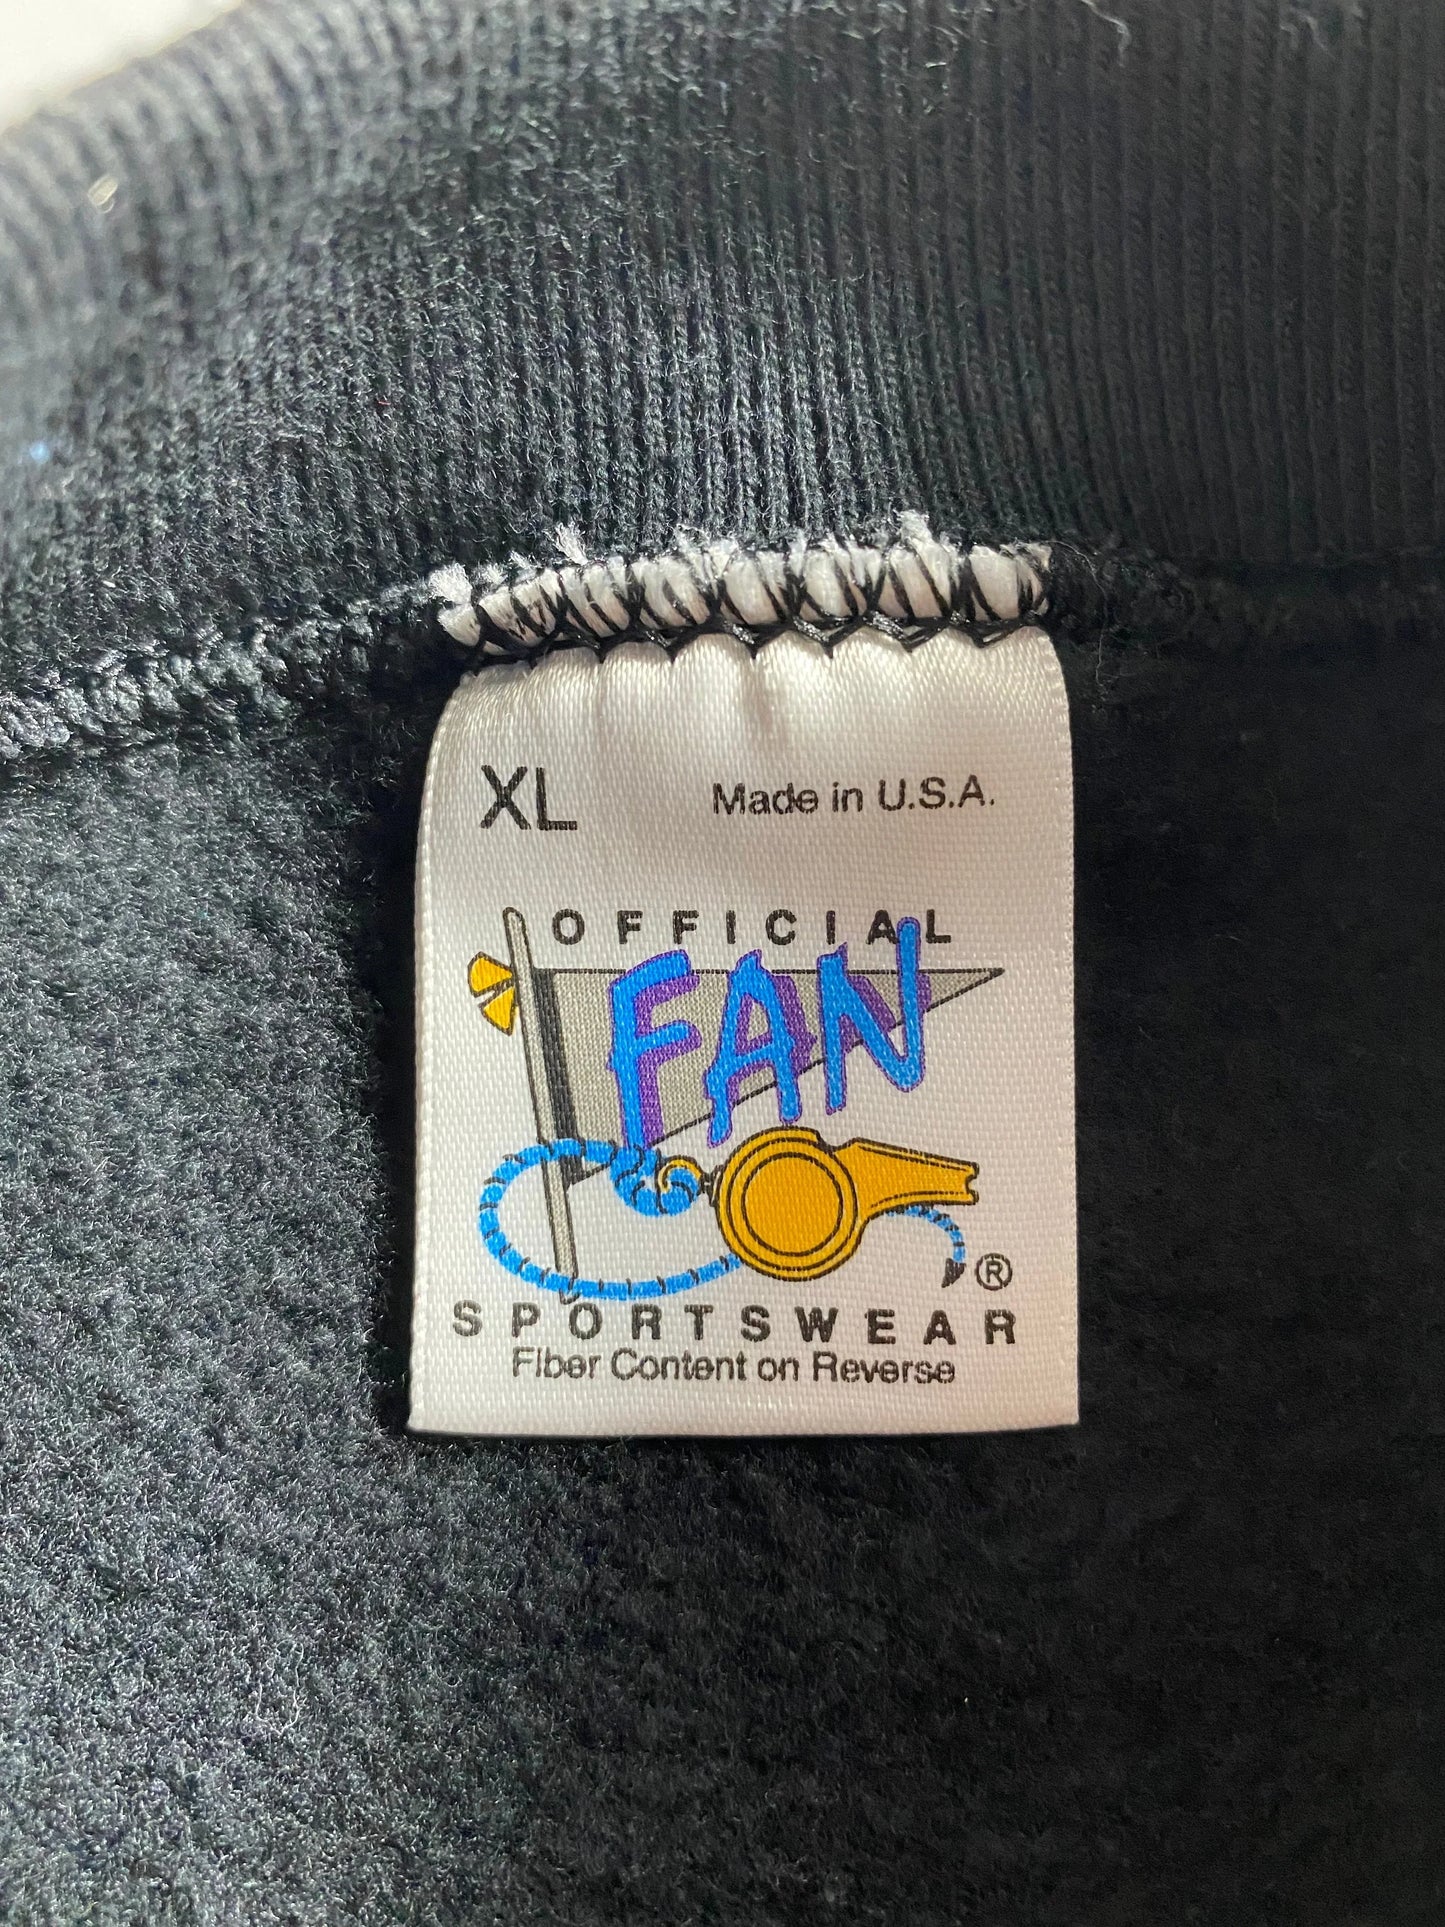 XL Made in U.S.A.
OFFICIAL
FAN
®
SPORTSWEAR
Fiber Content on Reverse